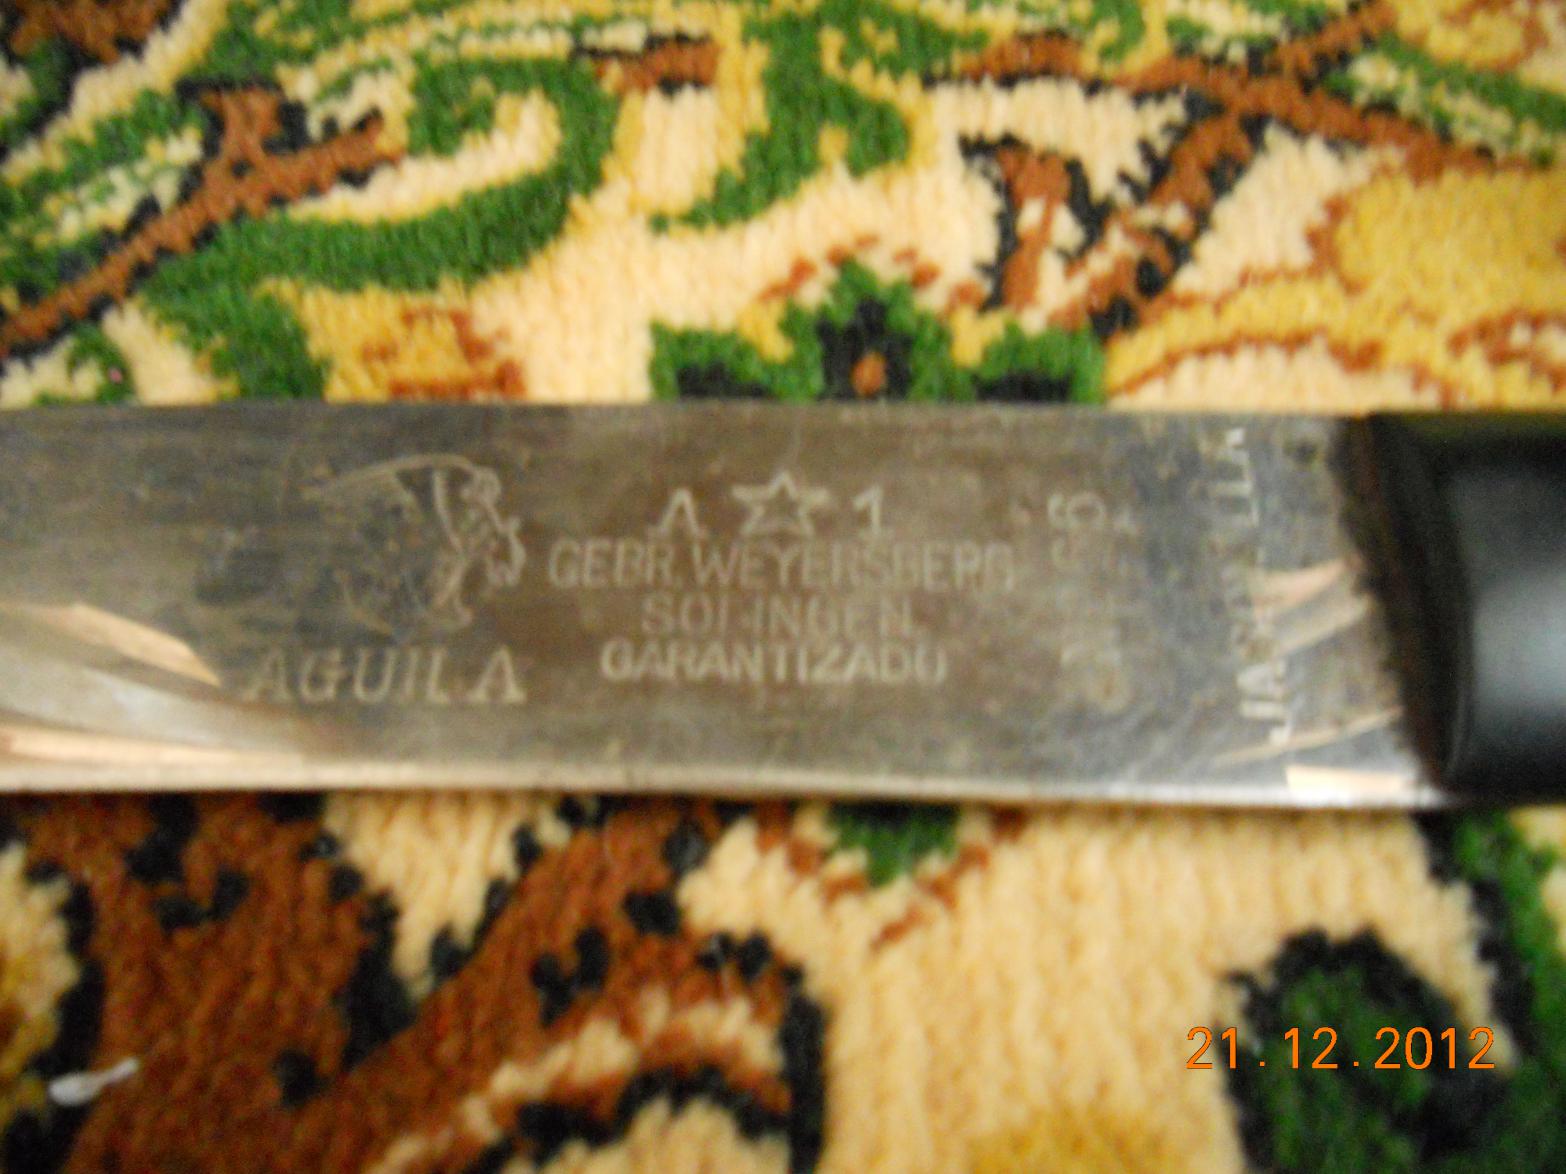 A ☆ 1
GEBR. WEYERSBERG
SOLINGEN
GARANTIZADO
AGUILA
21.12.2012